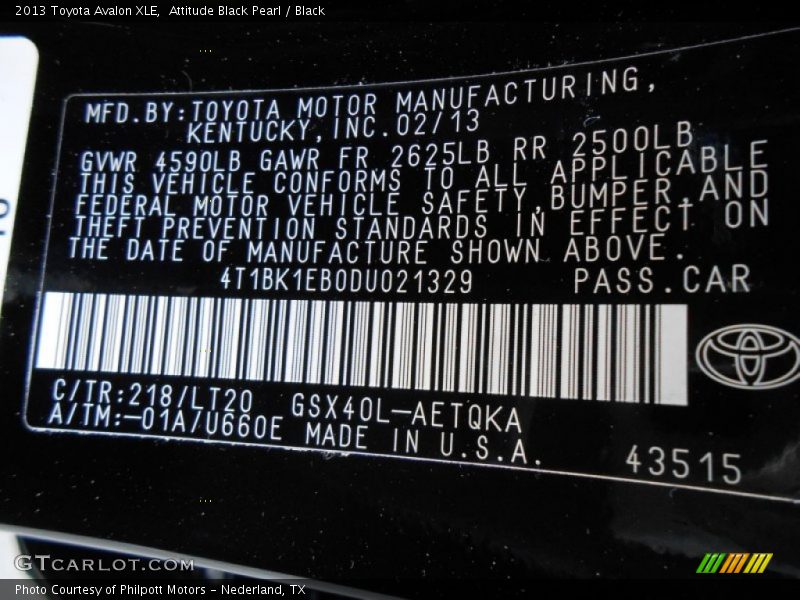 2013 Toyota Avalon XLE,  Attitude Black Pearl / Black
MFD.BY:TOYOTA MOTOR MANUFACTURING,
KENTUCKY,INC.02/13
GVWR 4590LB GAWR FR 2625LB RR 2500LB
THIS VEHICLE CONFORMS TO ALL APPLICABLE
FEDERAL MOTOR VEHICLE SAFETY,BUMPER,AND
THEFT PREVENTION STANDARDS IN EFFECT ON
THE DATE OF MANUFACTURE SHOWN ABOVE.
4T1BK1EB0DU021329 PASS.CAR
C/TR:218/LT20 GSX40L-AETQKA
A/TM:-01A/U660E MADE IN U.S.A.
43515
GTCARLOT.COM
Photo Courtesy of Philpott Motors - Nederland, TX